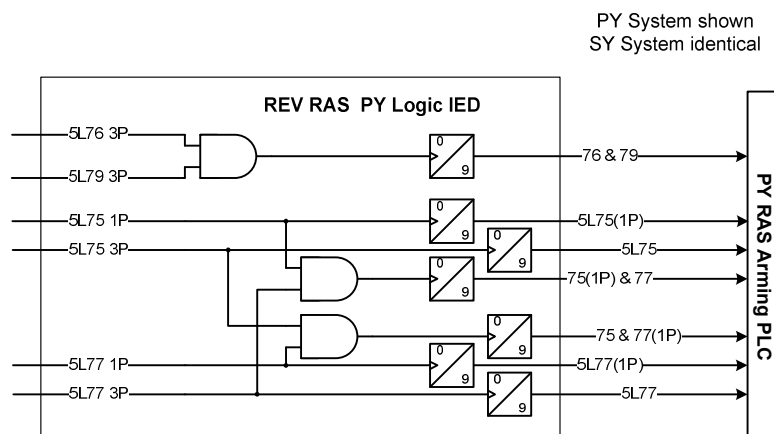 PY System shown
SY System identical
REV RAS PY Logic IED
5L76 3P
5L79 3P
5L75 1P
5L75 3P
5L77 1P
5L77 3P
0
9
0
9
0
9
0
9
0
9
0
9
0
9
76 & 79
5L75(1P)
5L75
75(1P) & 77
75 & 77(1P)
5L77(1P)
5L77
PY RAS Arming PLC